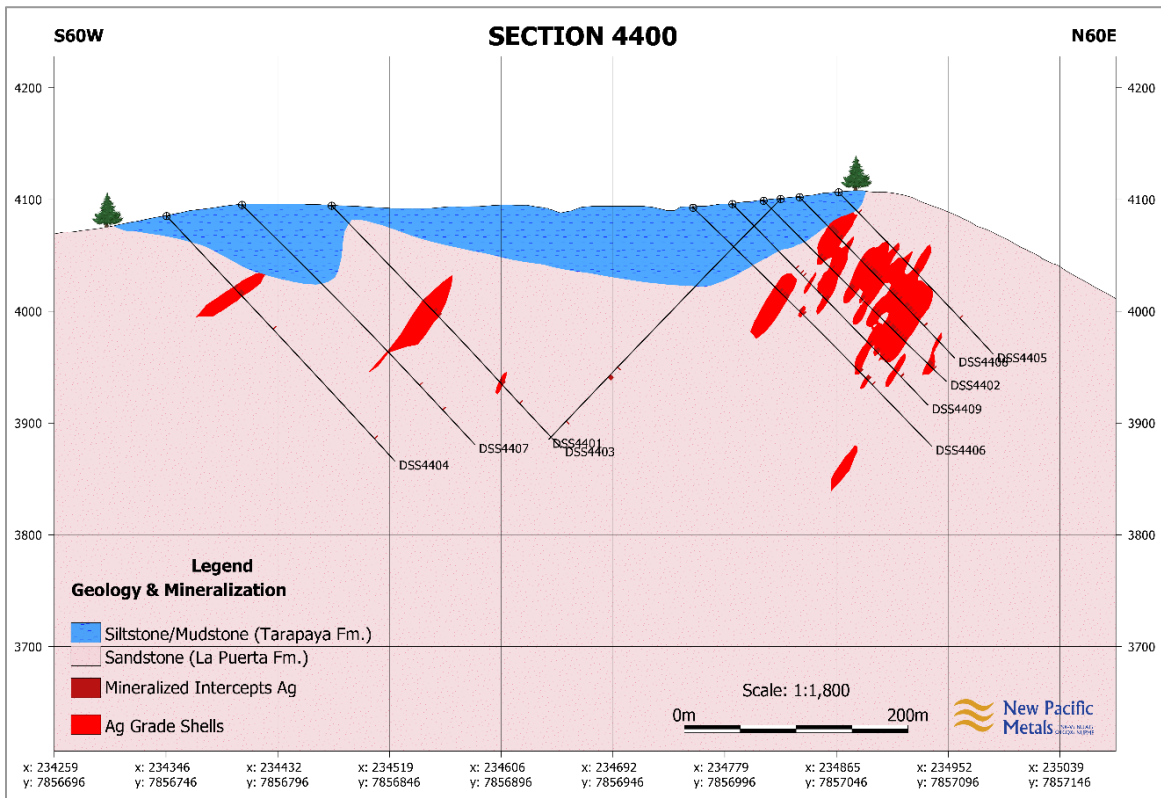 S60W
SECTION 4400
N60E
4200
4200
4100
4100
4000
4000
3900
3900
3800
3800
3700
3700
DSS4404
DSS4407
DSS4401
DSS4403
DSS4405
DSS4408
DSS4402
DSS4409
DSS4406
Legend
Geology & Mineralization
Siltstone/Mudstone (Tarapaya Fm.)
Sandstone (La Puerta Fm.)
Mineralized Intercepts Ag
Ag Grade Shells
Scale: 1:1,800
0m 200m
New Pacific
Metals
x: 234259 x: 234346 x: 234432 x: 234519 x: 234606 x: 234692 x: 234779 x: 234865 x: 234952 x: 235039
y: 7856696 y: 7856746 y: 7856796 y: 7856846 y: 7856896 y: 7856946 y: 7856996 y: 7857046 y: 7857096 y: 7857146